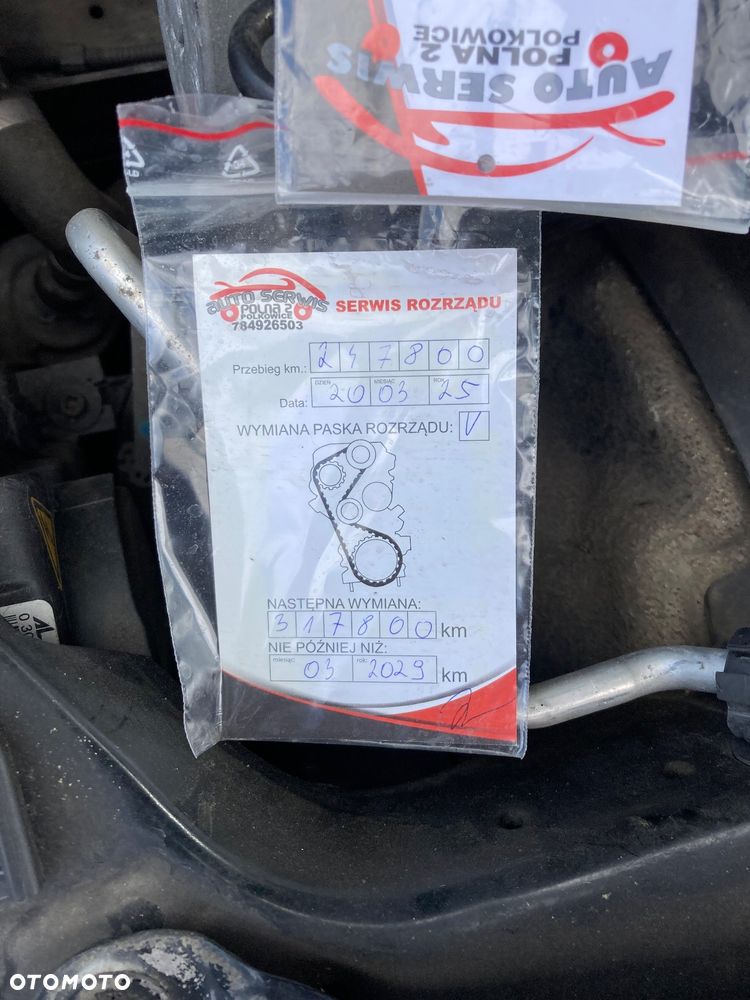 AUTO SERWIS
POLNA 2
POLKOWICE
AUTO SERWIS
POLNA 2
POLKOWICE
784926503
SERWIS ROZRZĄDU
Przebieg km.: 247800
DZIEŃ MIESIĄC ROK
Data: 20 03 25
WYMIANA PASKA ROZRZĄDU: V
NASTĘPNA WYMIANA:
317800 km
NIE PÓŹNIEJ NIŻ:
miesiąc: 03 rok: 2029 km
OTOMOTO